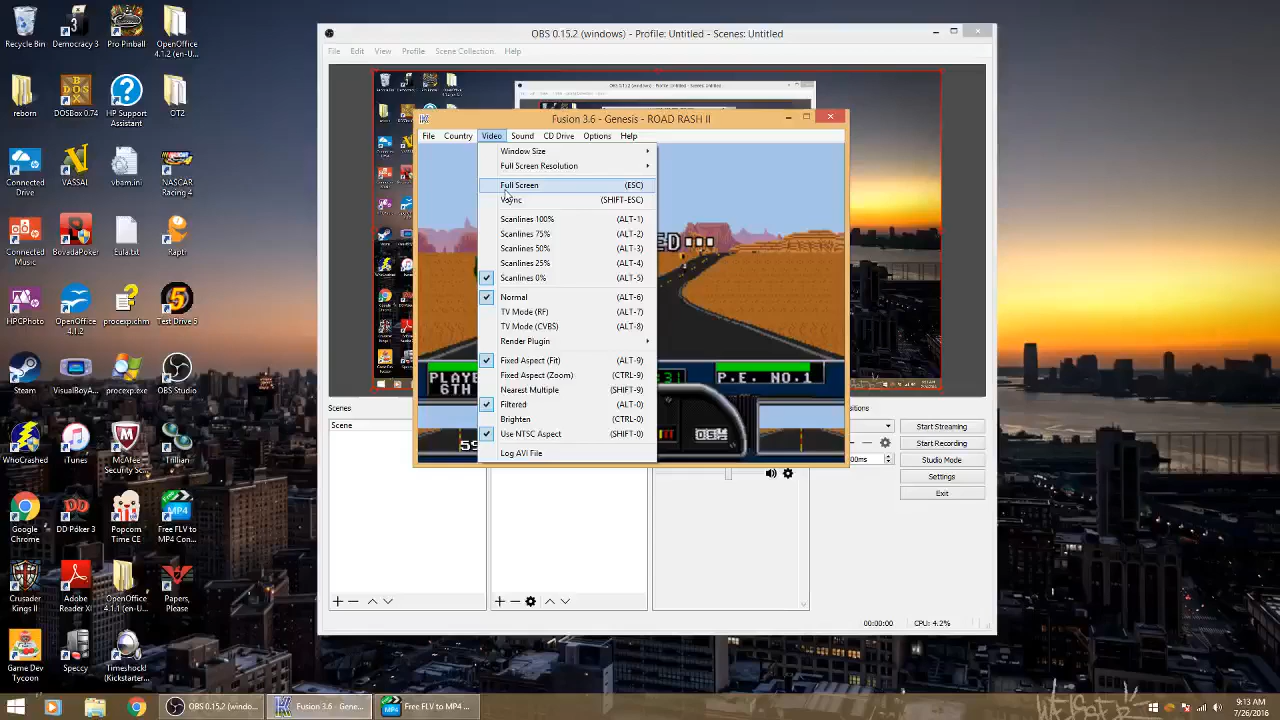 Recycle Bin
Democracy 3
Pro Pinball
OpenOffice
4.1.2 (en-U...
Acorn
DOSBox 0.74
HP Support
Assistant
OT2
Connected
Drive
VASSAL
vbam.ini
NASCAR
Racing 4
Connected
Music
Eufloria
Eula.txt
Raptr
HPCPhoto
OpenOffice
4.1.2
procexp.chm
Test Drive 5
Steam
VisualBoyA...
procexp.exe
OBS Studio
Winamp
iTunes
McAfee
Security Sc...
Trillian
Google
Chrome
DD Poker 3
Popcorn
Time CE
Free FLV to
MP4 Con...
Crusader
Kings II
Adobe
Reader X
OpenOffice
4.1.1 (en-U...
Papers,
Please
Game Dev
Tycoon
Speccy
Timeshock!
(Kickstarter...
OBS 0.15.2 (windows) - Profile: Untitled - Scenes: Untitled
File Edit View Profile Scene Collection Help
Fusion 3.6 - Genesis - ROAD RASH II
File Country Video Sound CD Drive Options Help
Window Size
Full Screen Resolution
Full Screen (ESC)
Vsync (SHIFT-ESC)
Scanlines 100% (ALT-1)
Scanlines 75% (ALT-2)
Scanlines 50% (ALT-3)
Scanlines 25% (ALT-4)
Scanlines 0% (ALT-5)
Normal (ALT-6)
TV Mode (RF) (ALT-7)
TV Mode (CVBS) (ALT-8)
Render Plugin
Fixed Aspect (Fit) (ALT-9)
Fixed Aspect (Zoom) (CTRL-9)
Nearest Multiple (SHIFT-9)
Filtered (ALT-0)
Brighten (CTRL-0)
Use NTSC Aspect (SHIFT-0)
Log AVI File
ED...
PLAYE :31 P.E. NO.1
6TH
59
Scenes
Scene
sitions
00ms
Start Streaming
Start Recording
Studio Mode
Settings
Exit
00:00:00 CPU: 4.2%
OBS 0.15.2 (windo...
Fusion 3.6 - Gene...
Free FLV to MP4 ...
9:13 AM
7/26/2016